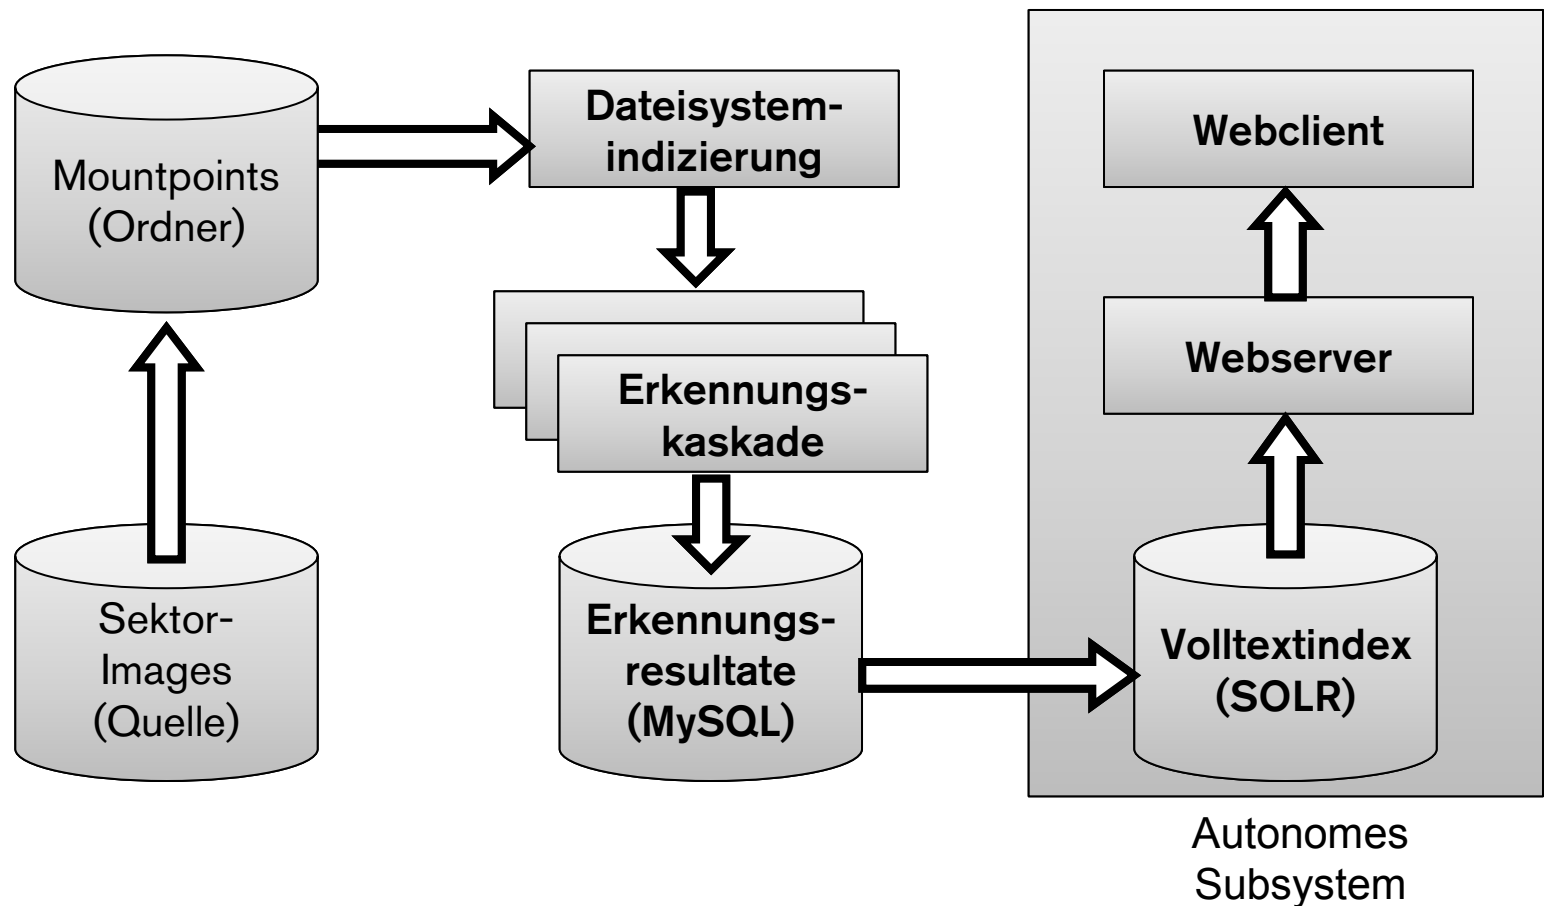 Mountpoints
(Ordner)
Sektor-
Images
(Quelle)
Dateisystem-
indizierung
Erkennungs-
kaskade
Erkennungs-
resultate
(MySQL)
Webclient
Webserver
Volltextindex
(SOLR)
Autonomes
Subsystem